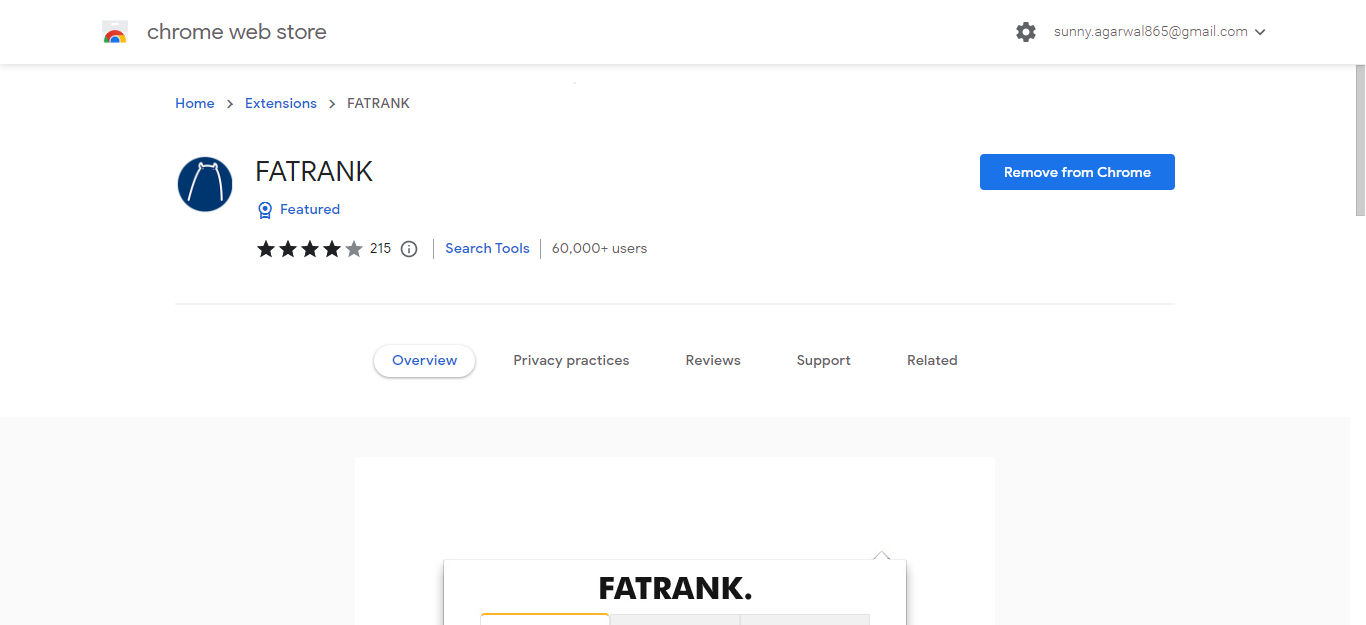 chrome web store
sunny.agarwal865@gmail.com
Home > Extensions > FATRANK
FATRANK
Remove from Chrome
Featured
215 Search Tools 60,000+ users
Overview Privacy practices Reviews Support Related
FATRANK.